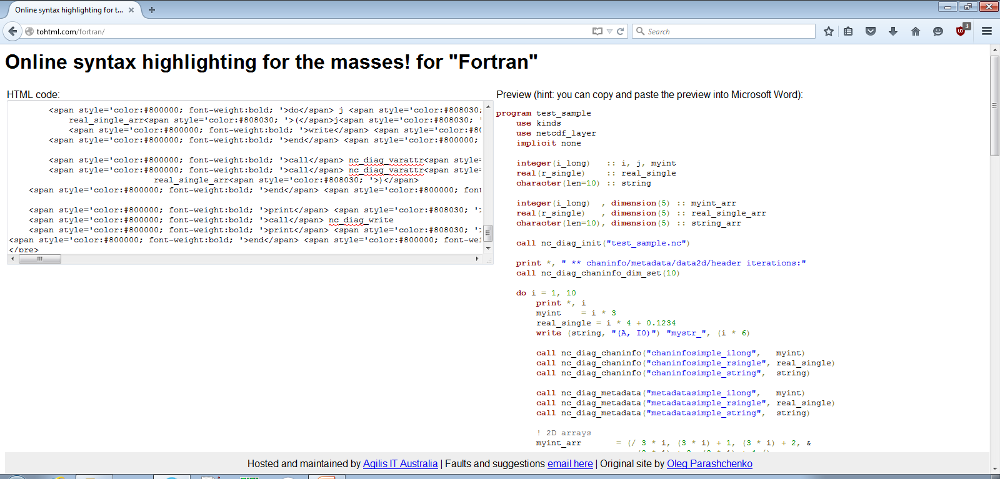 Online syntax highlighting for t...
tohtml.com/fortran/
Search
3
Online syntax highlighting for the masses! for "Fortran"
HTML code:
        <span style='color:#800000; font-weight:bold; '>do</span> j <span style='color:#808030;
            real_single_arr<span style='color:#808030; '>(</span>j<span style='color:#808030; '
            <span style='color:#800000; font-weight:bold; '>write</span> <span style='color:#80
        <span style='color:#800000; font-weight:bold; '>end</span> <span style='color:#800000;
        <span style='color:#800000; font-weight:bold; '>call</span> nc_diag_varattr<span style=
        <span style='color:#800000; font-weight:bold; '>call</span> nc_diag_varattr<span style=
                             real_single_arr<span style='color:#808030; '>)</span>
    <span style='color:#800000; font-weight:bold; '>end</span> <span style='color:#800000; font
    <span style='color:#800000; font-weight:bold; '>print</span> <span style='color:#808030; '>
    <span style='color:#800000; font-weight:bold; '>call</span> nc_diag_write
    <span style='color:#800000; font-weight:bold; '>print</span> <span style='color:#808030; '>
<span style='color:#800000; font-weight:bold; '>end</span> <span style='color:#800000; font-wei
</pre>
Preview (hint: you can copy and paste the preview into Microsoft Word):
program test_sample
    use kinds
    use netcdf_layer
    implicit none
    integer(i_long)   :: i, j, myint
    real(r_single)    :: real_single
    character(len=10) :: string
    integer(i_long)  , dimension(5) :: myint_arr
    real(r_single)   , dimension(5) :: real_single_arr
    character(len=10), dimension(5) :: string_arr
    call nc_diag_init("test_sample.nc")
    print *, " ** chaninfo/metadata/data2d/header iterations:"
    call nc_diag_chaninfo_dim_set(10)
    do i = 1, 10
        print *, i
        myint    = i * 3
        real_single = i * 4 + 0.1234
        write (string, "(A, I0)") "mystr_", (i * 6)
        call nc_diag_chaninfo("chaninfosimple_ilong",   myint)
        call nc_diag_chaninfo("chaninfosimple_rsingle", real_single)
        call nc_diag_chaninfo("chaninfosimple_string",  string)
        call nc_diag_metadata("metadatasimple_ilong",   myint)
        call nc_diag_metadata("metadatasimple_rsingle", real_single)
        call nc_diag_metadata("metadatasimple_string",  string)
        ! 2D arrays
        myint_arr       = (/ 3 * i, (3 * i) + 1, (3 * i) + 2, &
Hosted and maintained by Agilis IT Australia | Faults and suggestions email here | Original site by Oleg Parashchenko